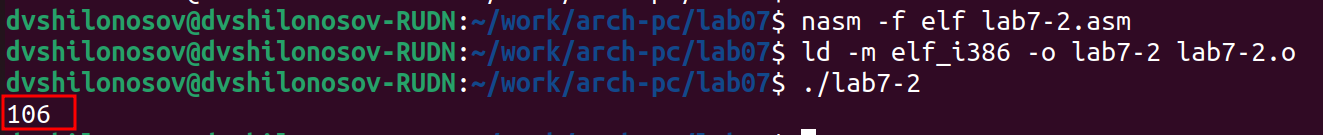 dvshilonosov@dvshilonosov-RUDN:~/work/arch-pc/lab07$ nasm -f elf lab7-2.asm
dvshilonosov@dvshilonosov-RUDN:~/work/arch-pc/lab07$ ld -m elf_i386 -o lab7-2 lab7-2.o
dvshilonosov@dvshilonosov-RUDN:~/work/arch-pc/lab07$ ./lab7-2
106